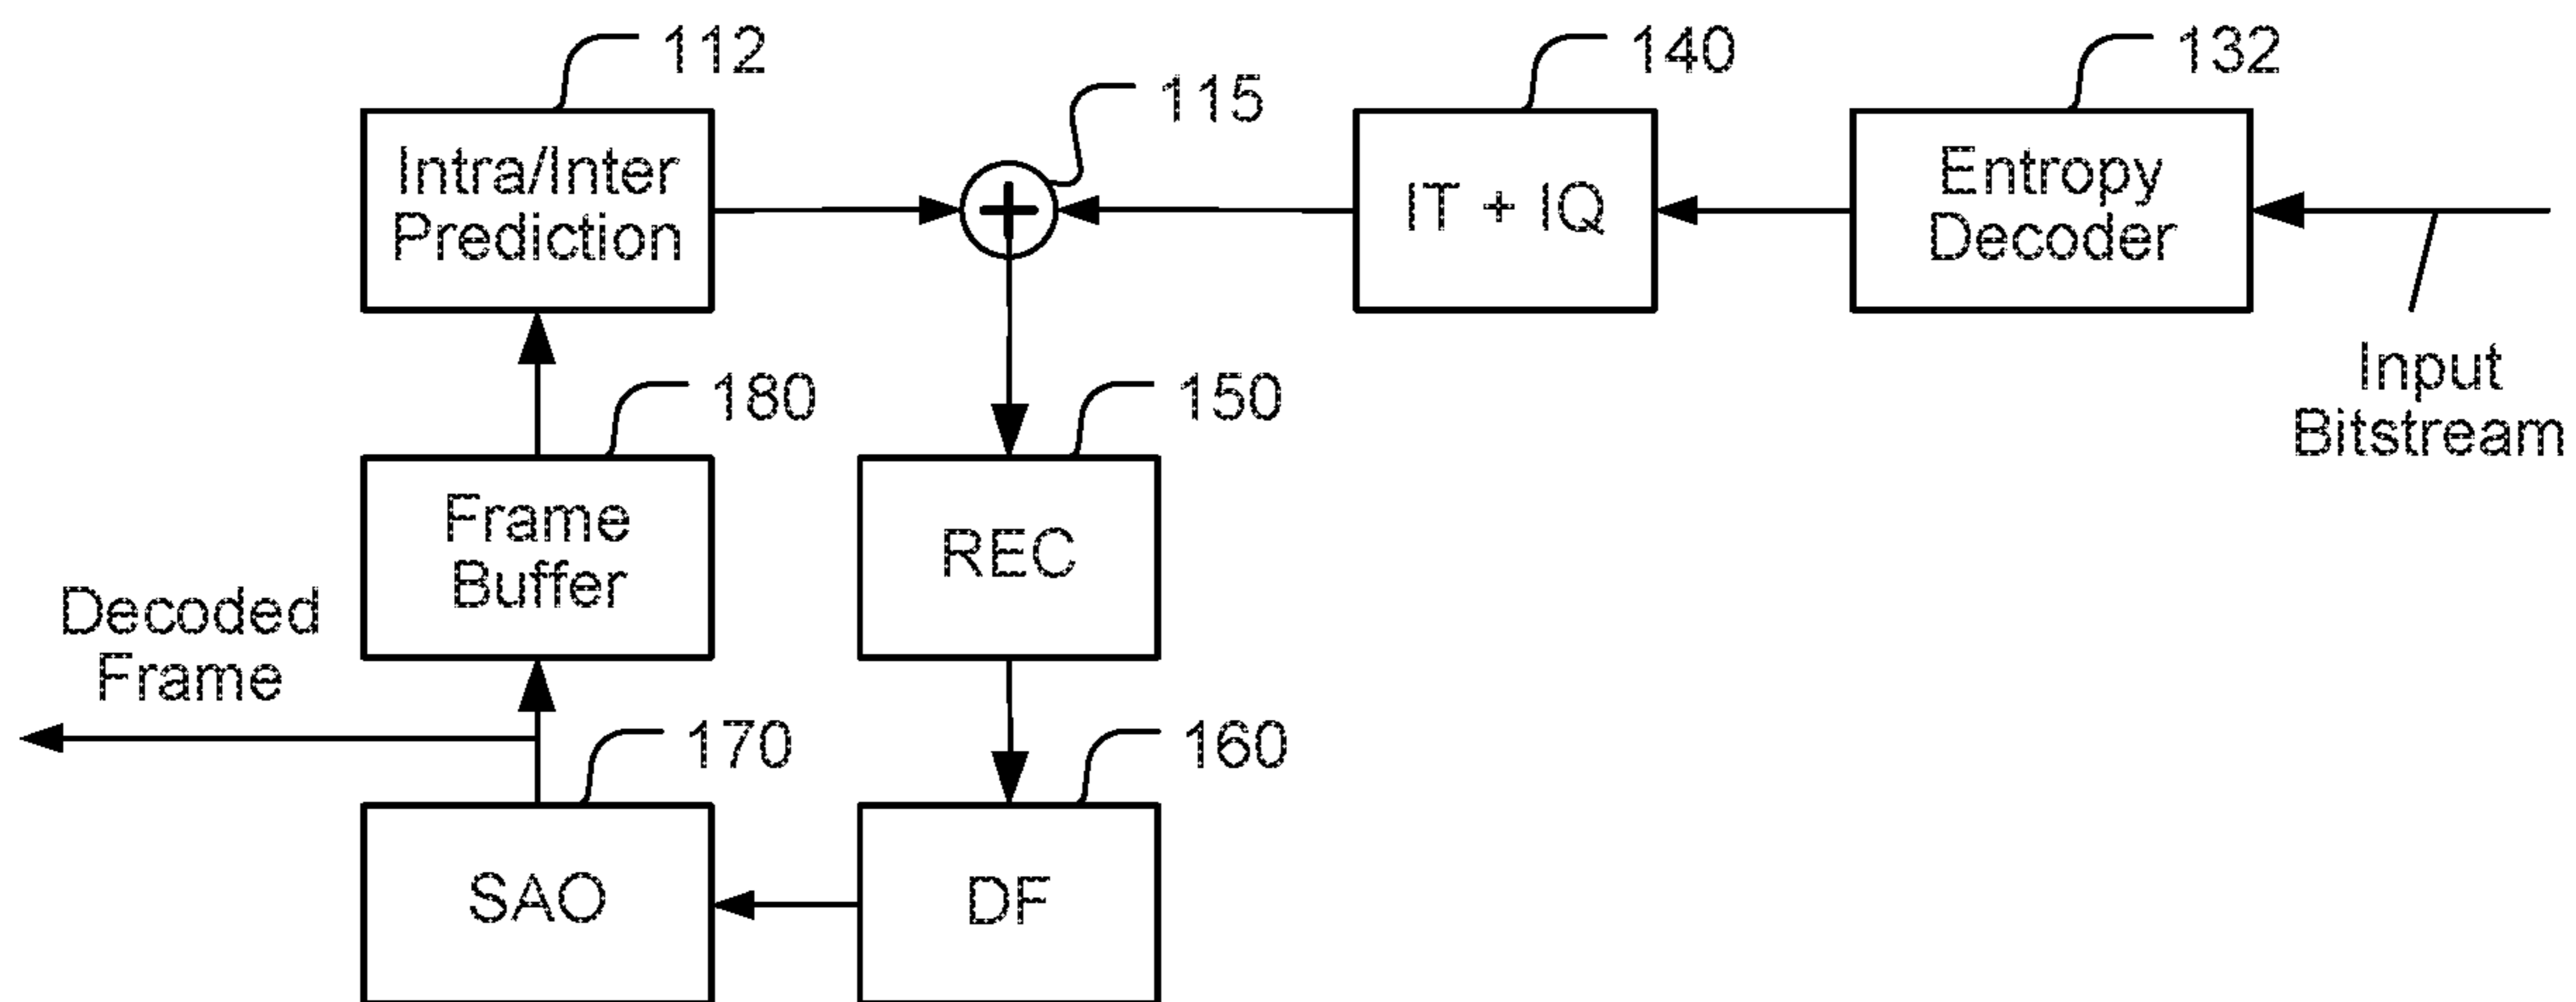 112
115
140
132
Intra/Inter
Prediction
+
IT + IQ
Entropy
Decoder
Input
Bitstream
180
150
Frame
Buffer
REC
Decoded
Frame
170
160
SAO
DF